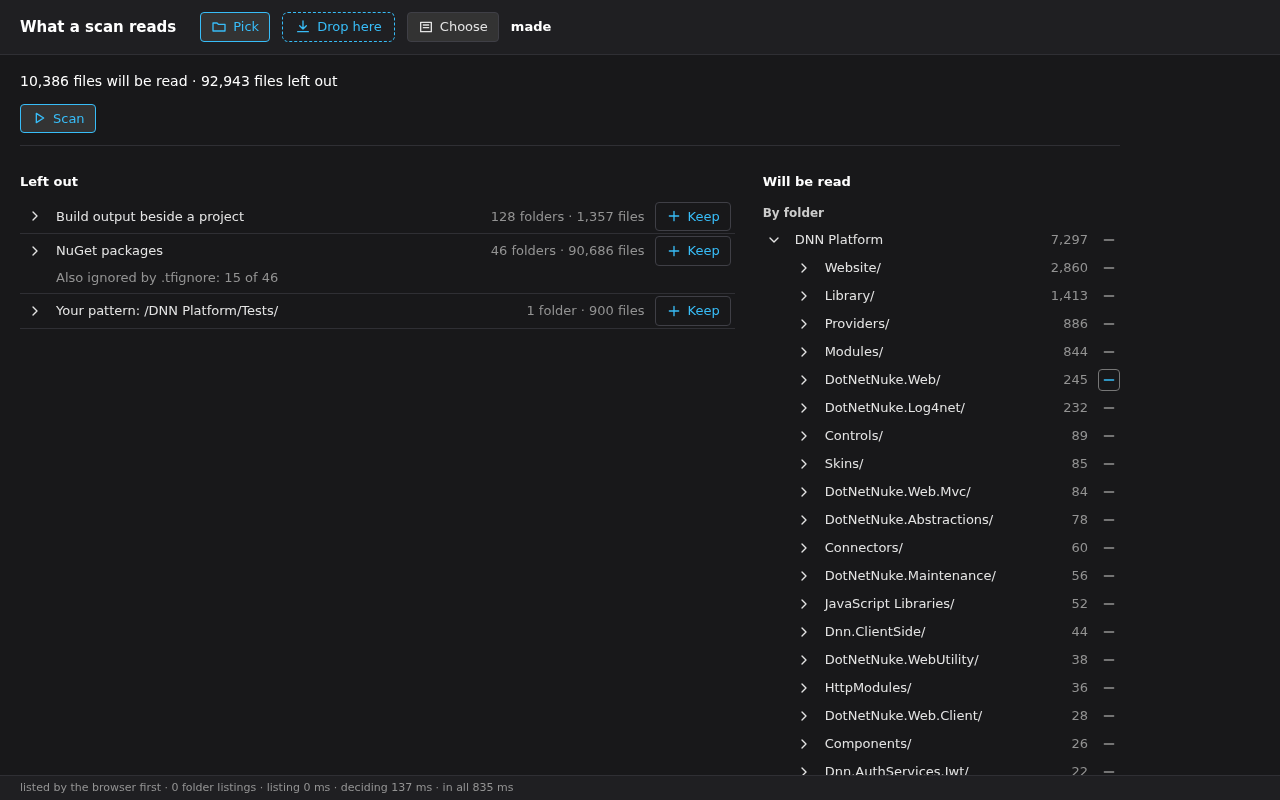 What a scan reads
Pick
Drop here
Choose
made
10,386 files will be read · 92,943 files left out
Scan
Left out
Build output beside a project 128 folders · 1,357 files Keep
NuGet packages 46 folders · 90,686 files Keep
Also ignored by .tfignore: 15 of 46
Your pattern: /DNN Platform/Tests/ 1 folder · 900 files Keep
Will be read
By folder
DNN Platform 7,297
Website/ 2,860
Library/ 1,413
Providers/ 886
Modules/ 844
DotNetNuke.Web/ 245
DotNetNuke.Log4net/ 232
Controls/ 89
Skins/ 85
DotNetNuke.Web.Mvc/ 84
DotNetNuke.Abstractions/ 78
Connectors/ 60
DotNetNuke.Maintenance/ 56
JavaScript Libraries/ 52
Dnn.ClientSide/ 44
DotNetNuke.WebUtility/ 38
HttpModules/ 36
DotNetNuke.Web.Client/ 28
Components/ 26
Dnn.AuthServices.Jwt/ 22
listed by the browser first · 0 folder listings · listing 0 ms · deciding 137 ms · in all 835 ms